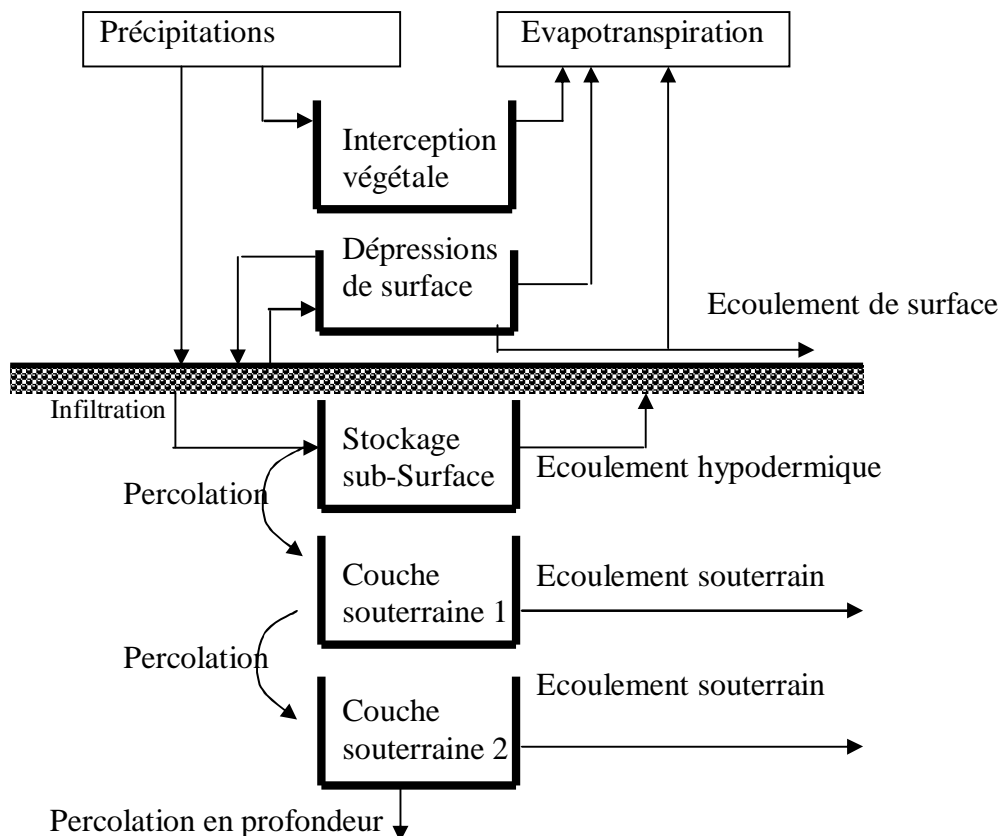 Précipitations
Evapotranspiration
Interception
végétale
Dépressions
de surface
Ecoulement de surface
Infiltration
Stockage
sub-Surface
Ecoulement hypodermique
Percolation
Couche
souterraine 1
Ecoulement souterrain
Percolation
Couche
souterraine 2
Ecoulement souterrain
Percolation en profondeur